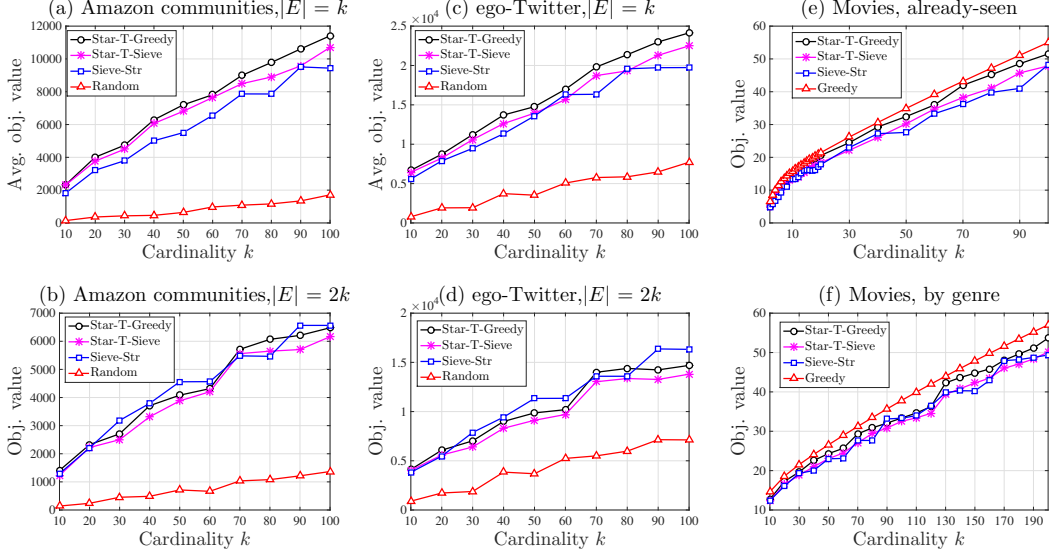 (a) Amazon communities,|E| = k
Avg. obj. value
12000
10000
8000
6000
4000
2000
0
Star-T-Greedy
Star-T-Sieve
Sieve-Str
Random
10 20 30 40 50 60 70 80 90 100
Cardinality k
(c) ego-Twitter,|E| = k
×10⁴
Avg. obj. value
2.5
2
1.5
1
0.5
0
Star-T-Greedy
Star-T-Sieve
Sieve-Str
Random
10 20 30 40 50 60 70 80 90 100
Cardinality k
(e) Movies, already-seen
Obj. value
60
50
40
30
20
10
0
Star-T-Greedy
Star-T-Sieve
Sieve-Str
Greedy
10 20 30 40 50 60 70 80 90 100
Cardinality k
(b) Amazon communities,|E| = 2k
Obj. value
7000
6000
5000
4000
3000
2000
1000
0
Star-T-Greedy
Star-T-Sieve
Sieve-Str
Random
10 20 30 40 50 60 70 80 90 100
Cardinality k
(d) ego-Twitter,|E| = 2k
×10⁴
Obj. value
2
1.5
1
0.5
0
Star-T-Greedy
Star-T-Sieve
Sieve-Str
Random
10 20 30 40 50 60 70 80 90 100
Cardinality k
(f) Movies, by genre
Obj. value
60
50
40
30
20
10
Star-T-Greedy
Star-T-Sieve
Sieve-Str
Greedy
10 30 50 70 90 110 130 150 170 190
Cardinality k